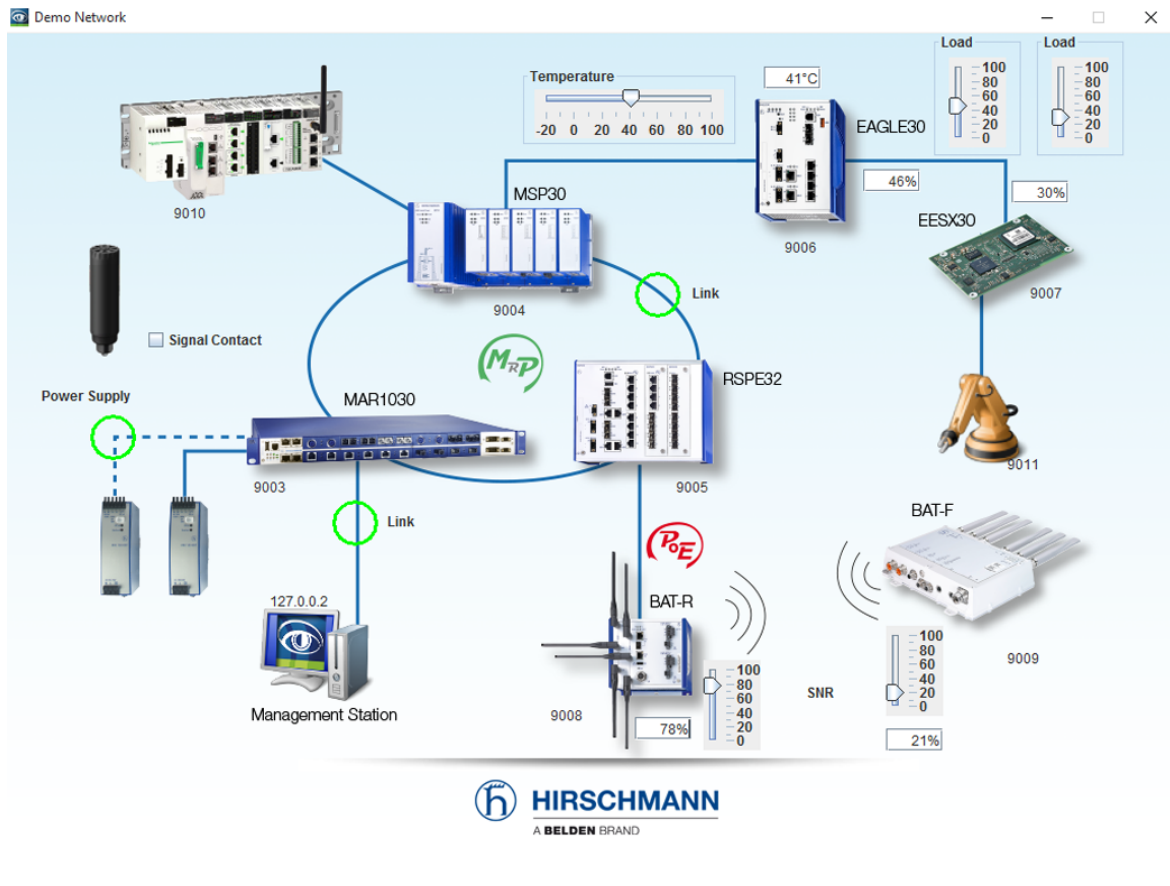 Demo Network
Load
Load
100
80
60
40
20
0
100
80
60
40
20
0
Temperature
-20 0 20 40 60 80 100
41°C
EAGLE30
46%
30%
9010
MSP30
9006
EESX30
9007
9004
Link
Signal Contact
MRP
RSPE32
Power Supply
MAR1030
9003
9005
9011
Link
BAT-F
PoE
127.0.0.2
BAT-R
100
80
60
40
20
0
100
80
60
40
20
0
9009
SNR
Management Station
9008
78%
21%
HIRSCHMANN
A BELDEN BRAND